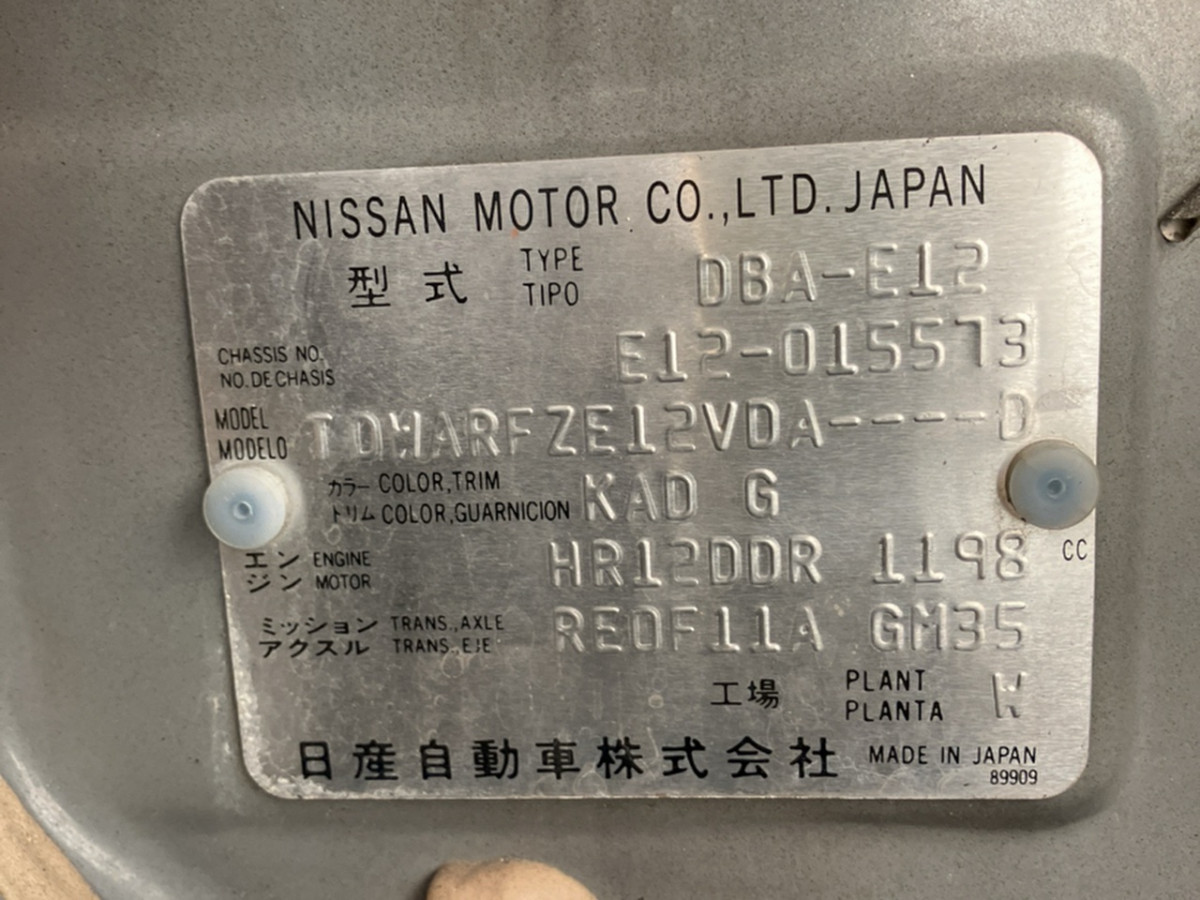 NISSAN MOTOR CO.,LTD. JAPAN
型式 TYPE TIPO DBA-E12
CHASSIS NO. NO. DE CHASIS E12-015573
MODEL MODELO TDWARFZE12VDA----D
カラー COLOR,TRIM
トリム COLOR,GUARNICION KAD G
エンジン ENGINE MOTOR HR12DDR 1198 CC
ミッション TRANS.,AXLE
アクスル TRANS.,EJE RE0F11A GM35
工場 PLANT PLANTA W
日産自動車株式会社 MADE IN JAPAN
89909